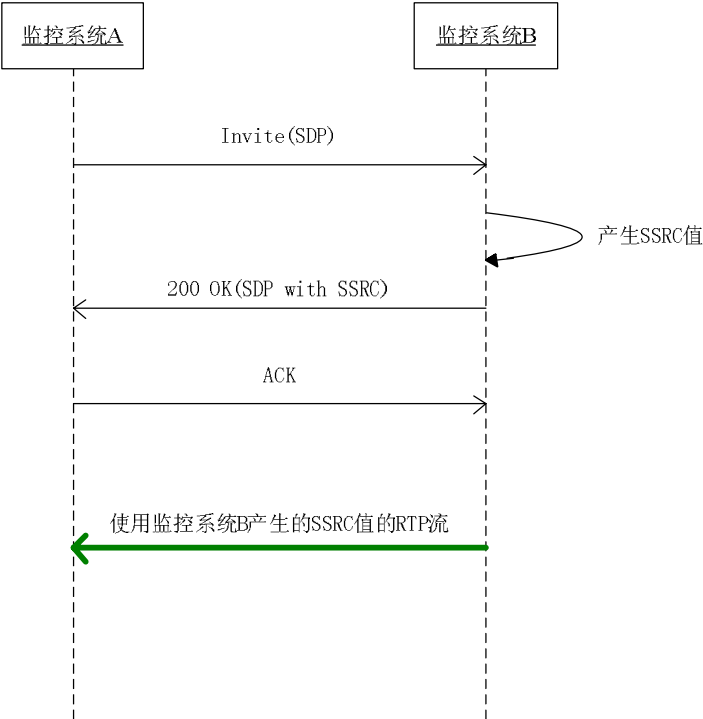 监控系统A
监控系统B
Invite(SDP)
产生SSRC值
200 OK(SDP with SSRC)
ACK
使用监控系统B产生的SSRC值的RTP流